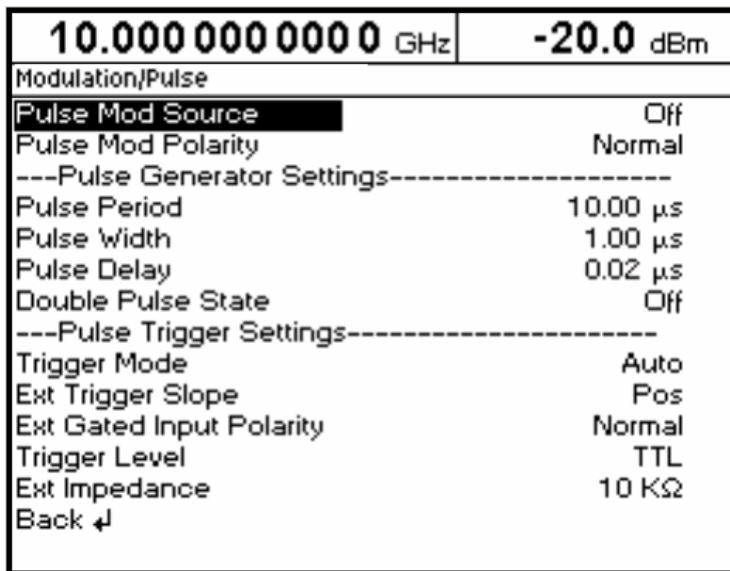 10.000 000 000 0 GHz -20.0 dBm
Modulation/Pulse
Pulse Mod Source Off
Pulse Mod Polarity Normal
---Pulse Generator Settings---------------------
Pulse Period 10.00 µs
Pulse Width 1.00 µs
Pulse Delay 0.02 µs
Double Pulse State Off
---Pulse Trigger Settings-----------------------
Trigger Mode Auto
Ext Trigger Slope Pos
Ext Gated Input Polarity Normal
Trigger Level TTL
Ext Impedance 10 KΩ
Back ↲